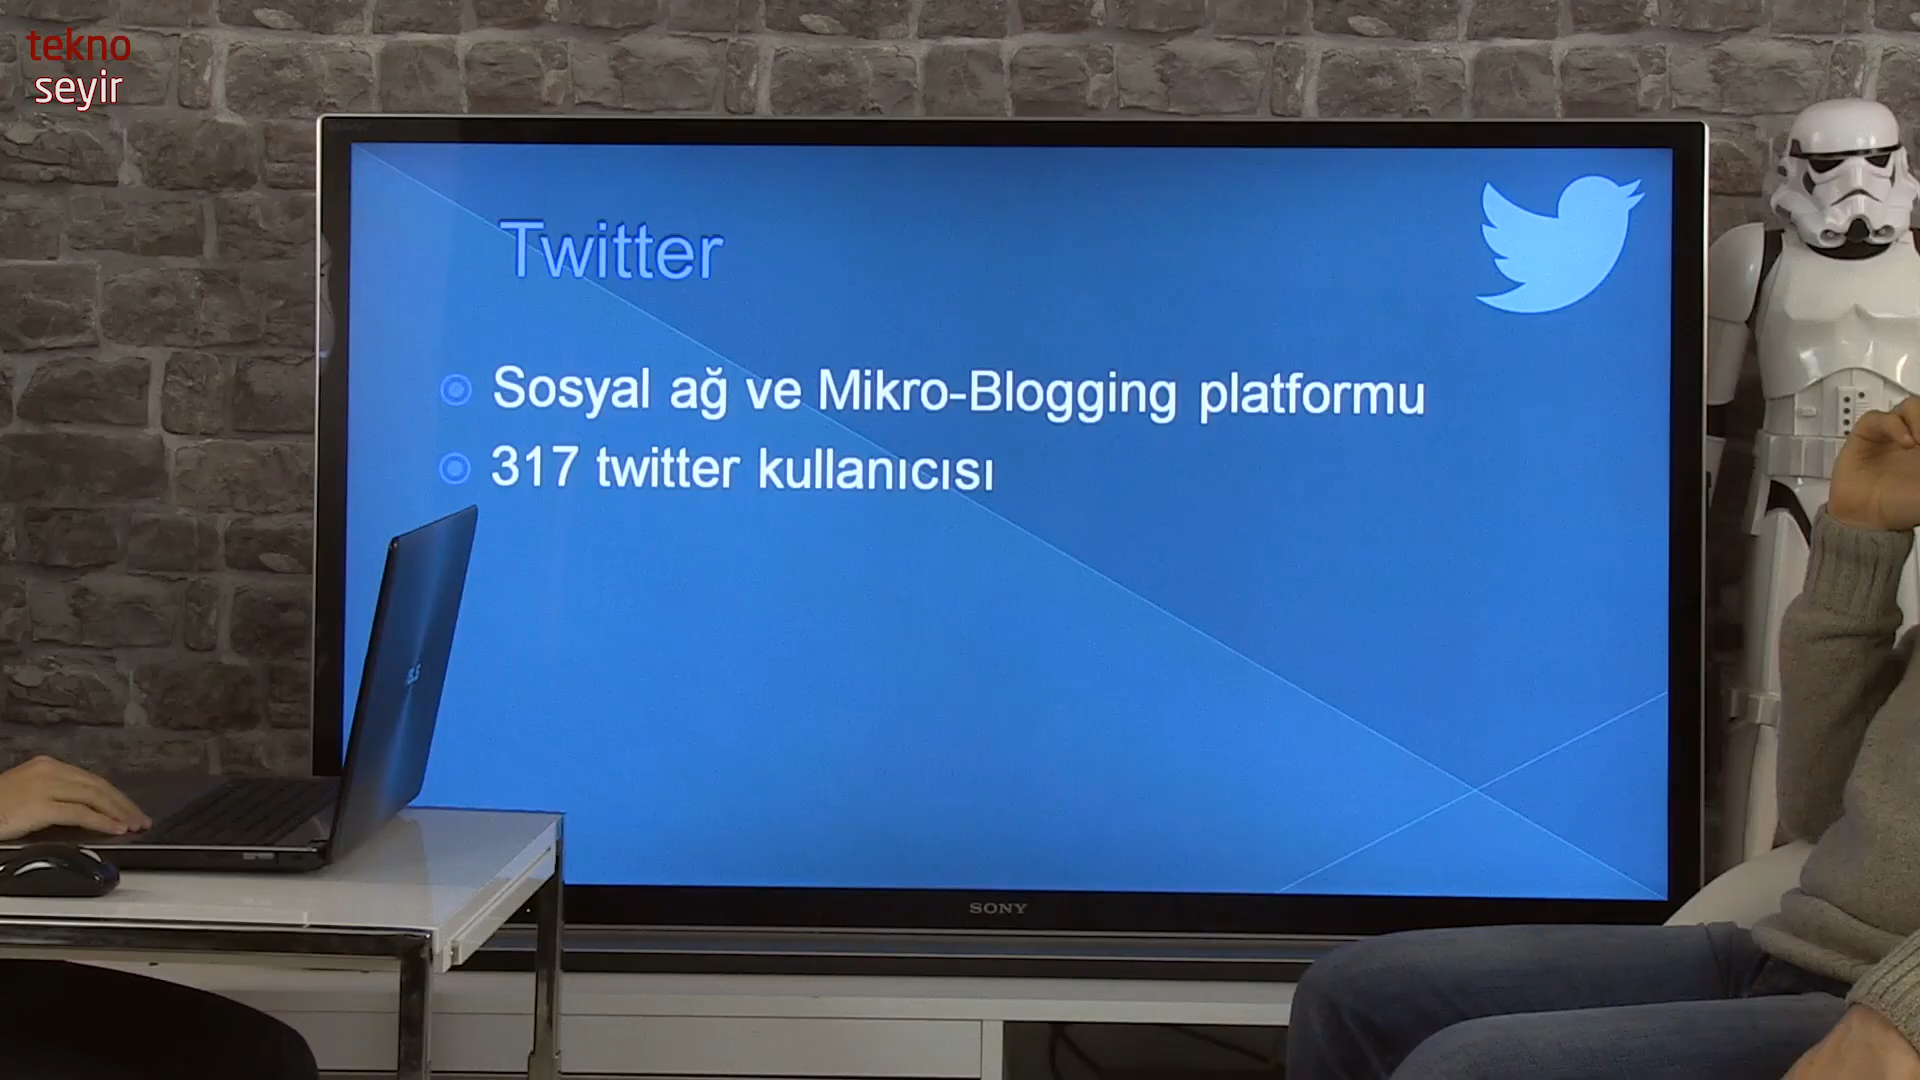 tekno
seyir
Twitter
Sosyal ağ ve Mikro-Blogging platformu
317 twitter kullanıcısı
SONY